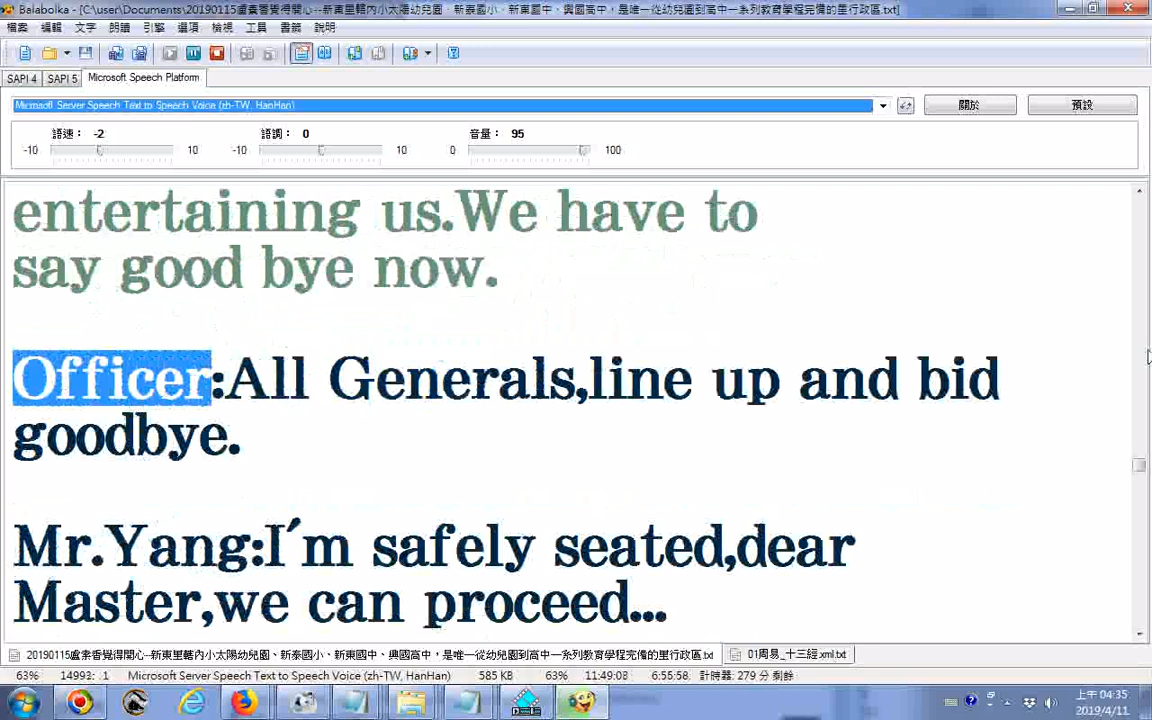 Balabolka - [C:\user\Documents\20190115盧素香覺得開心--新東里轄內小太陽幼兒園、新泰國小、新東國中、興國高中，是唯一從幼兒園到高中一系列教育學程完備的里行政區.txt]
檔案 編輯 文字 朗讀 引擎 選項 檢視 工具 書籤 說明
SAPI 4 SAPI 5 Microsoft Speech Platform
Microsoft Server Speech Text to Speech Voice (zh-TW, HanHan) 關於 預設
語速： -2 語調： 0 音量： 95
-10 10 -10 10 0 100
entertaining us.We have to
say good bye now.
Officer:All Generals,line up and bid
goodbye.
Mr.Yang:I´m safely seated,dear
Master,we can proceed...
20190115盧素香覺得開心--新東里轄內小太陽幼兒園、新泰國小、新東國中、興國高中，是唯一從幼兒園到高中一系列教育學程完備的里行政區.txt 01周易_十三經.xml.txt
63% 14993: 1 Microsoft Server Speech Text to Speech Voice (zh-TW, HanHan) 585 KB 63% 11:49:08 6:55:58 計時器: 279 分 剩餘
上午 04:35
2019/4/11